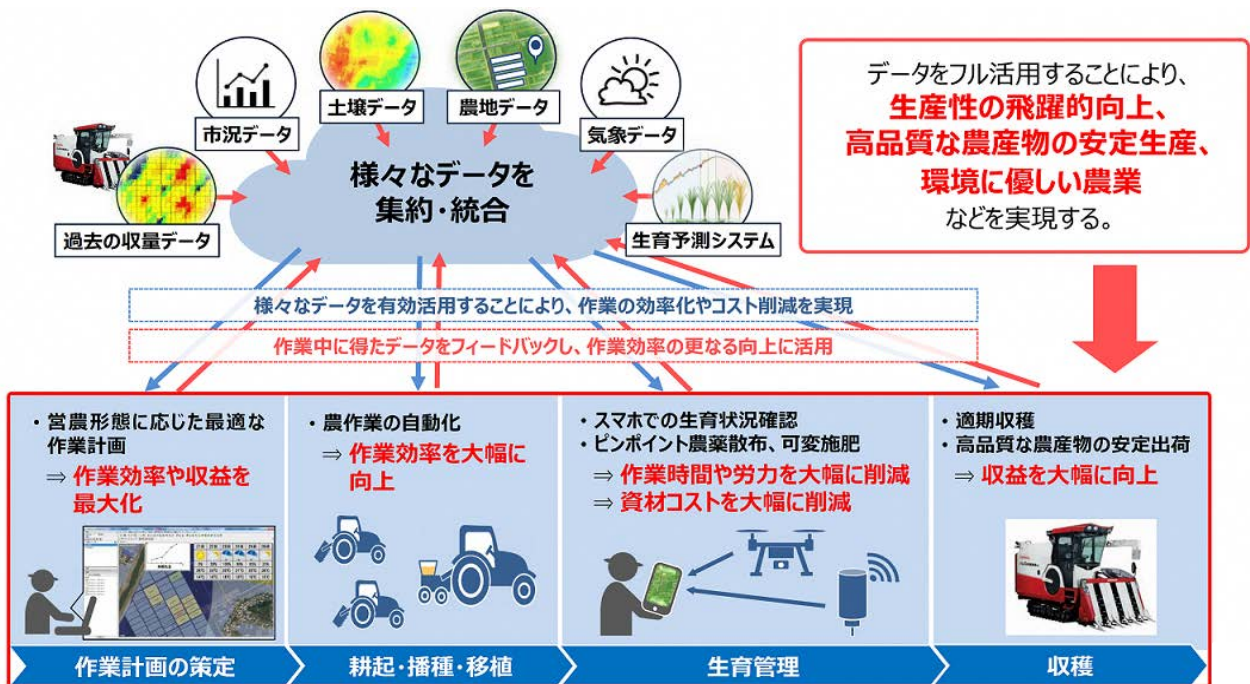 データをフル活用することにより、
生産性の飛躍的向上、
高品質な農産物の安定生産、
環境に優しい農業
などを実現する。
市況データ
土壌データ
農地データ
気象データ
過去の収量データ
様々なデータを
集約・統合
生育予測システム
様々なデータを有効活用することにより、作業の効率化やコスト削減を実現
作業中に得たデータをフィードバックし、作業効率の更なる向上に活用
・営農形態に応じた最適な
作業計画
⇒ 作業効率や収益を
最大化
・農作業の自動化
⇒ 作業効率を大幅に
向上
・スマホでの生育状況確認
・ピンポイント農薬散布、可変施肥
⇒ 作業時間や労力を大幅に削減
⇒ 資材コストを大幅に削減
・適期収穫
・高品質な農産物の安定出荷
⇒ 収益を大幅に向上
作業計画の策定
耕起・播種・移植
生育管理
収穫